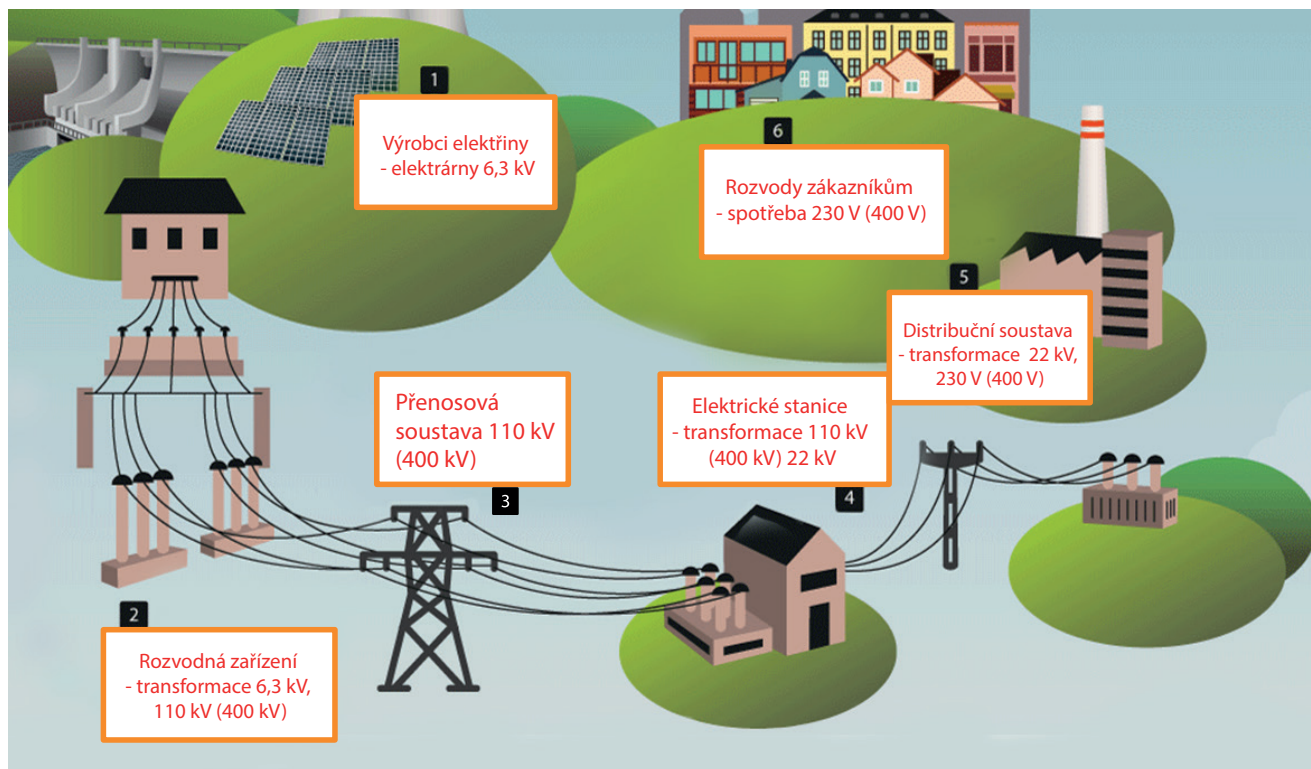 1
Výrobci elektřiny
- elektrárny 6,3 kV
2
Rozvodná zařízení
- transformace 6,3 kV,
110 kV (400 kV)
3
Přenosová
soustava 110 kV
(400 kV)
4
Elektrické stanice
- transformace 110 kV
(400 kV) 22 kV
5
Distribuční soustava
- transformace 22 kV,
230 V (400 V)
6
Rozvody zákazníkům
- spotřeba 230 V (400 V)